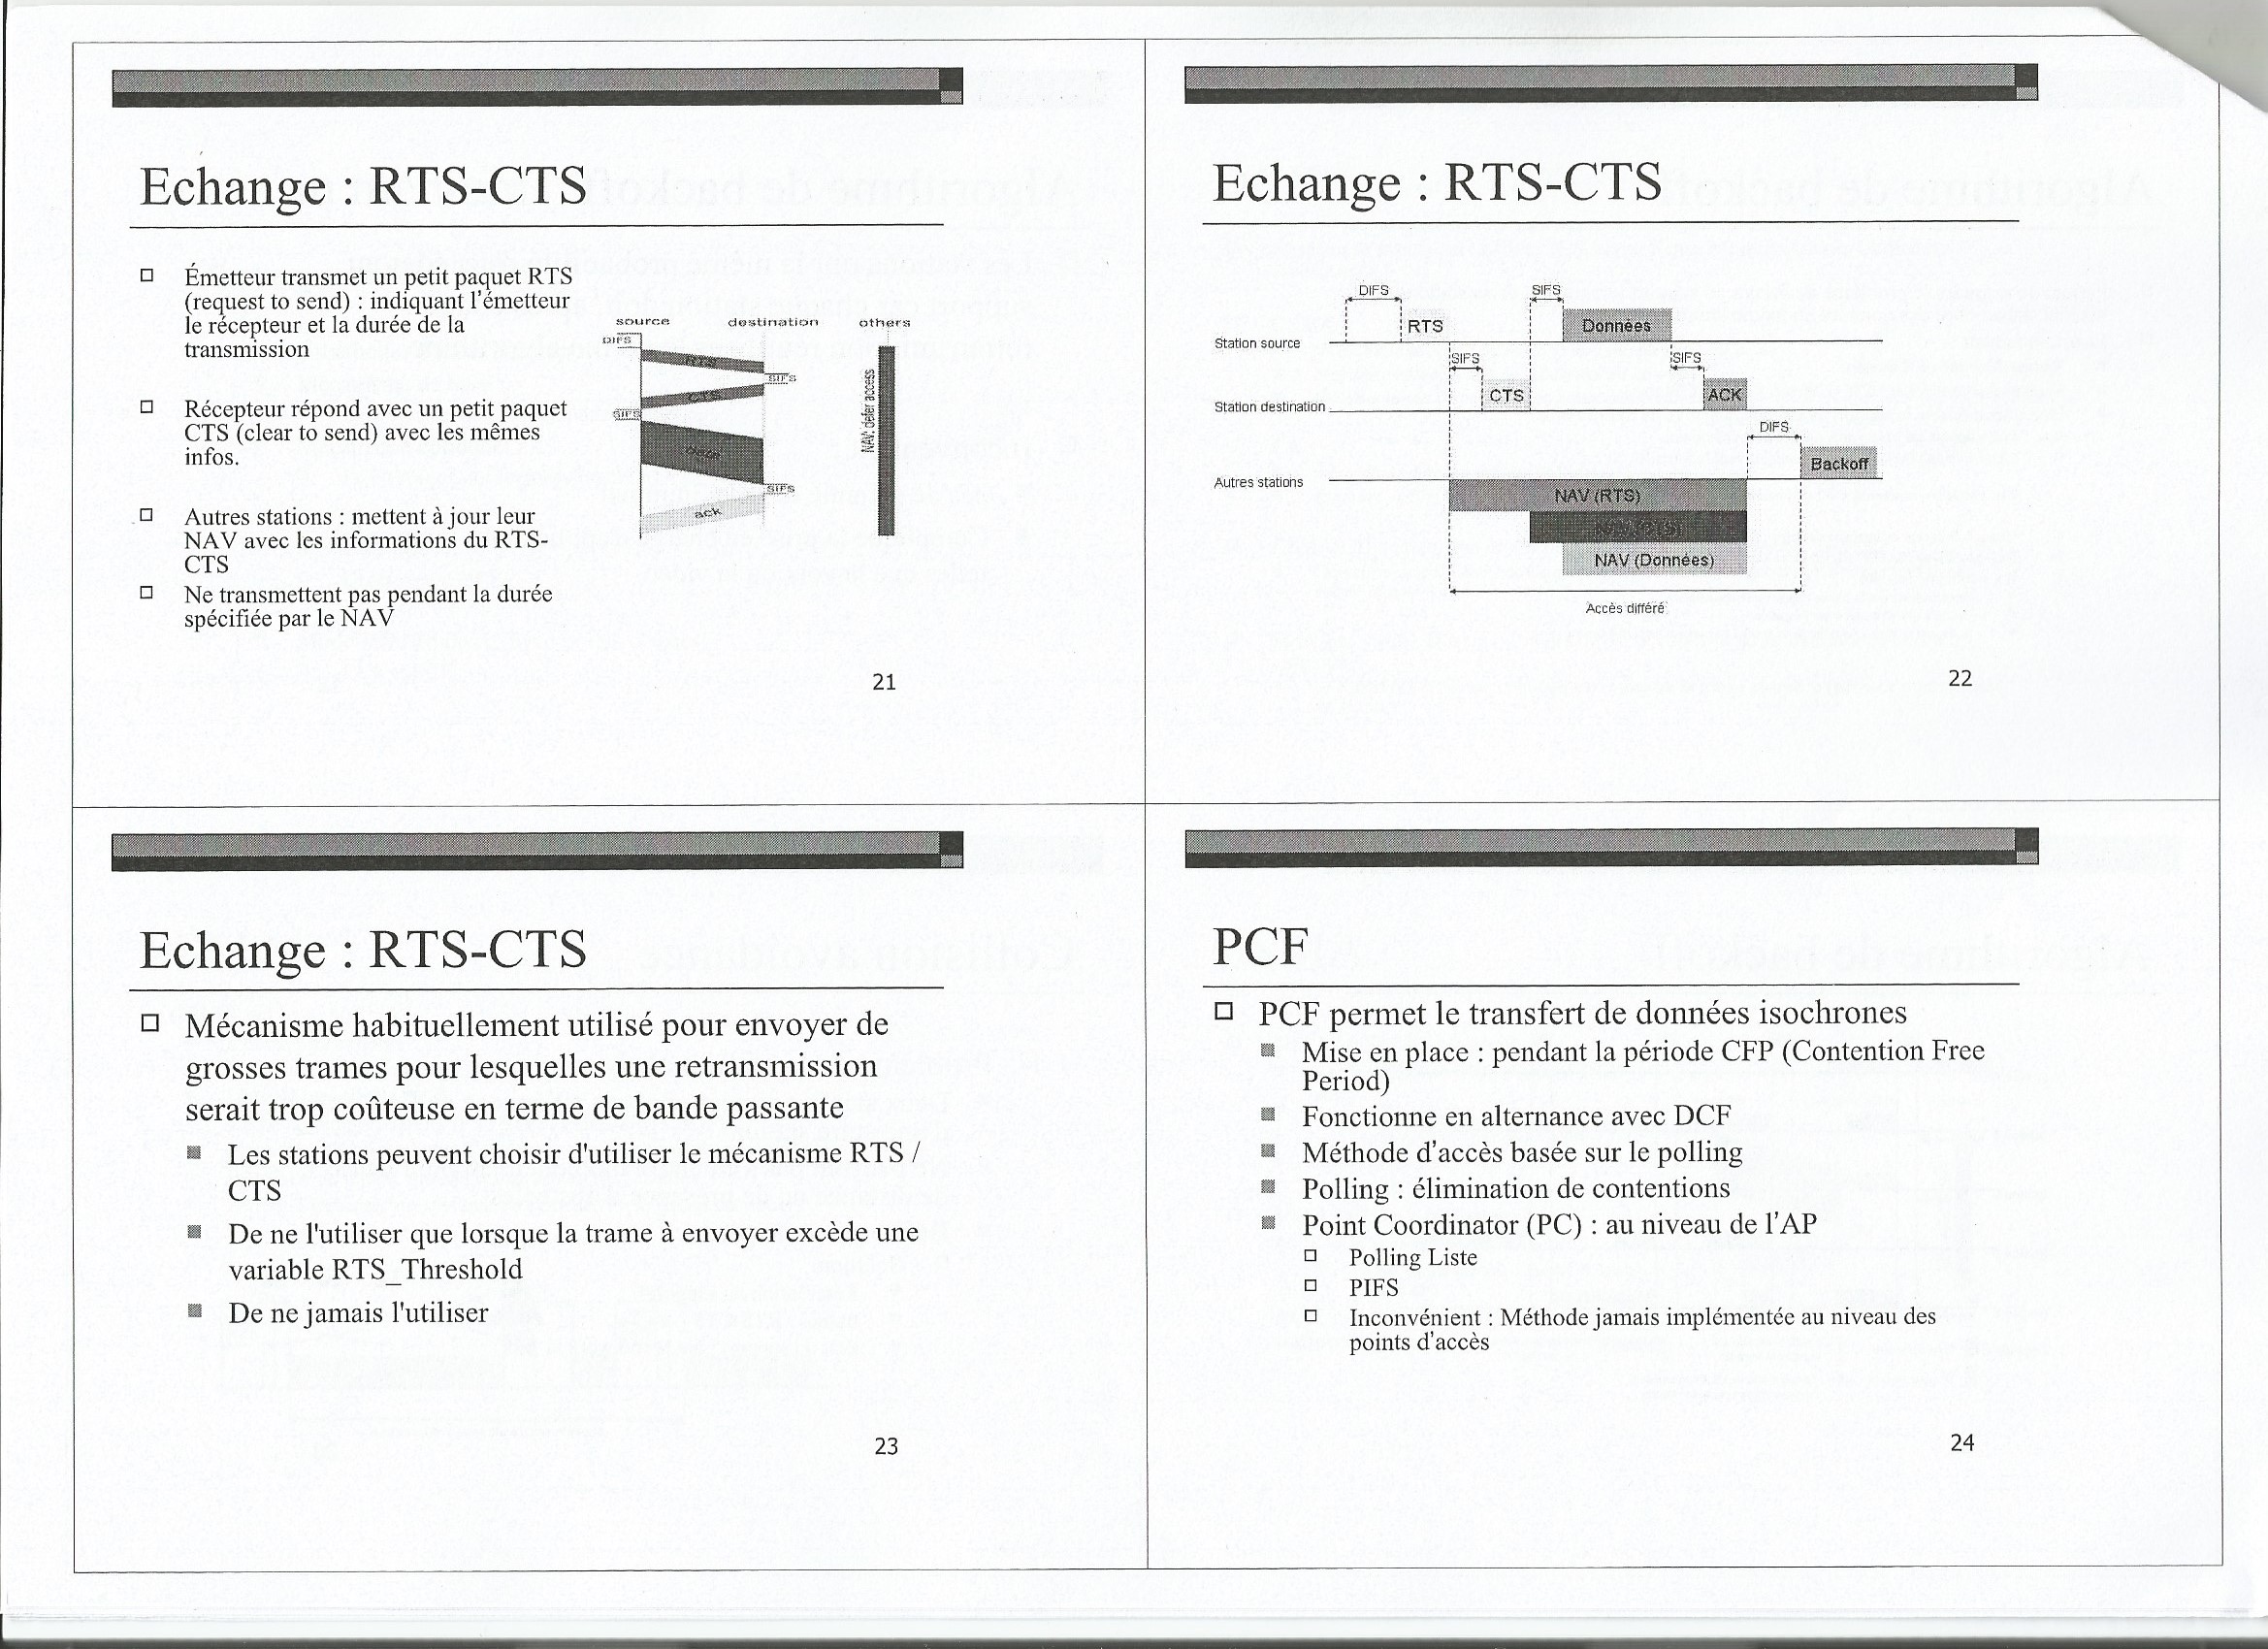 Echange : RTS-CTS
Émetteur transmet un petit paquet RTS
(request to send) : indiquant l'émetteur
le récepteur et la durée de la
transmission
Récepteur répond avec un petit paquet
CTS (clear to send) avec les mêmes
infos.
Autres stations : mettent à jour leur
NAV avec les informations du RTS-
CTS
Ne transmettent pas pendant la durée
spécifiée par le NAV
source destination others
DIFS
RTS
SIFS
CTS
SIFS
data
SIFS
ack
NAV: defer access
21
Echange : RTS-CTS
DIFS SIFS
RTS Données
Station source
SIFS SIFS
CTS ACK
Station destination
DIFS
Backoff
Autres stations
NAV (RTS)
NAV (CTS)
NAV (Données)
Accès différé
22
Echange : RTS-CTS
Mécanisme habituellement utilisé pour envoyer de
grosses trames pour lesquelles une retransmission
serait trop coûteuse en terme de bande passante
Les stations peuvent choisir d'utiliser le mécanisme RTS /
CTS
De ne l'utiliser que lorsque la trame à envoyer excède une
variable RTS_Threshold
De ne jamais l'utiliser
23
PCF
PCF permet le transfert de données isochrones
Mise en place : pendant la période CFP (Contention Free
Period)
Fonctionne en alternance avec DCF
Méthode d'accès basée sur le polling
Polling : élimination de contentions
Point Coordinator (PC) : au niveau de l'AP
Polling Liste
PIFS
Inconvénient : Méthode jamais implémentée au niveau des
points d'accès
24